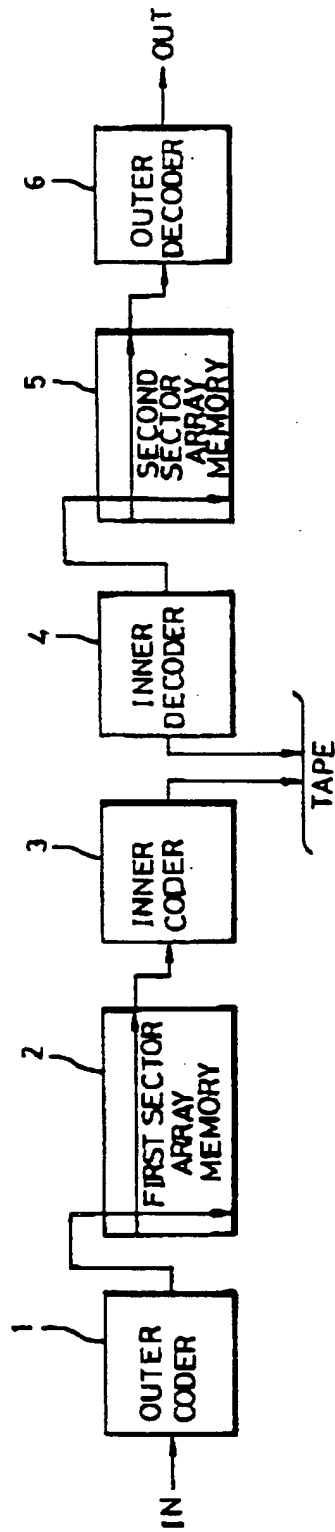 IN
1
OUTER
CODER
2
FIRST SECTOR
ARRAY
MEMORY
3
INNER
CODER
TAPE
4
INNER
DECODER
5
SECOND
SECTOR
ARRAY
MEMORY
6
OUTER
DECODER
OUT